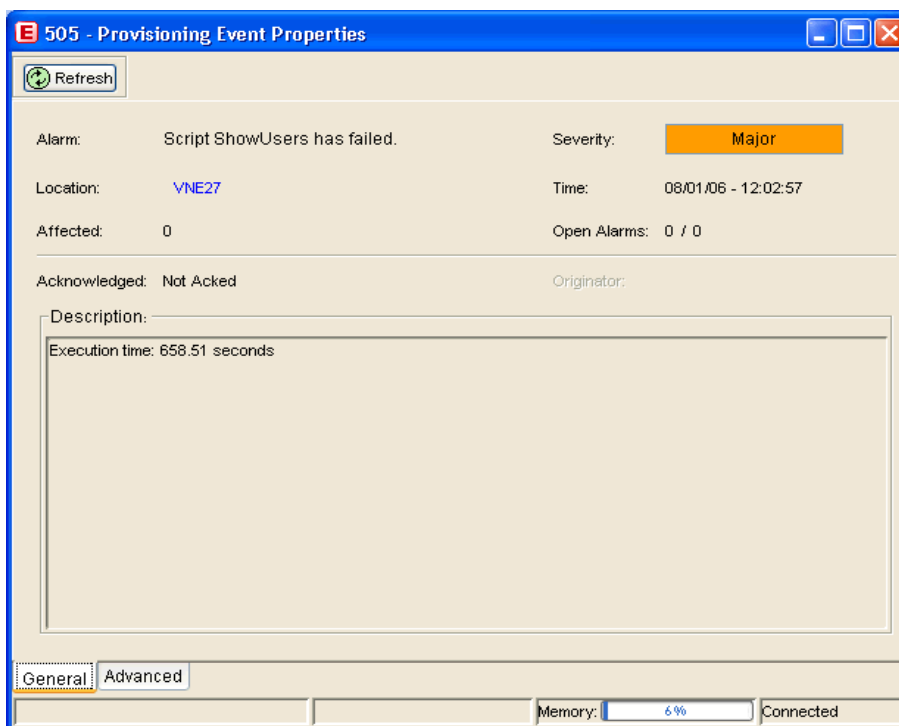 E 505 - Provisioning Event Properties
Refresh
Alarm: Script ShowUsers has failed. Severity: Major
Location: VNE27 Time: 08/01/06 - 12:02:57
Affected: 0 Open Alarms: 0 / 0
Acknowledged: Not Acked Originator:
Description:
Execution time: 658.51 seconds
General Advanced
Memory: 6% Connected